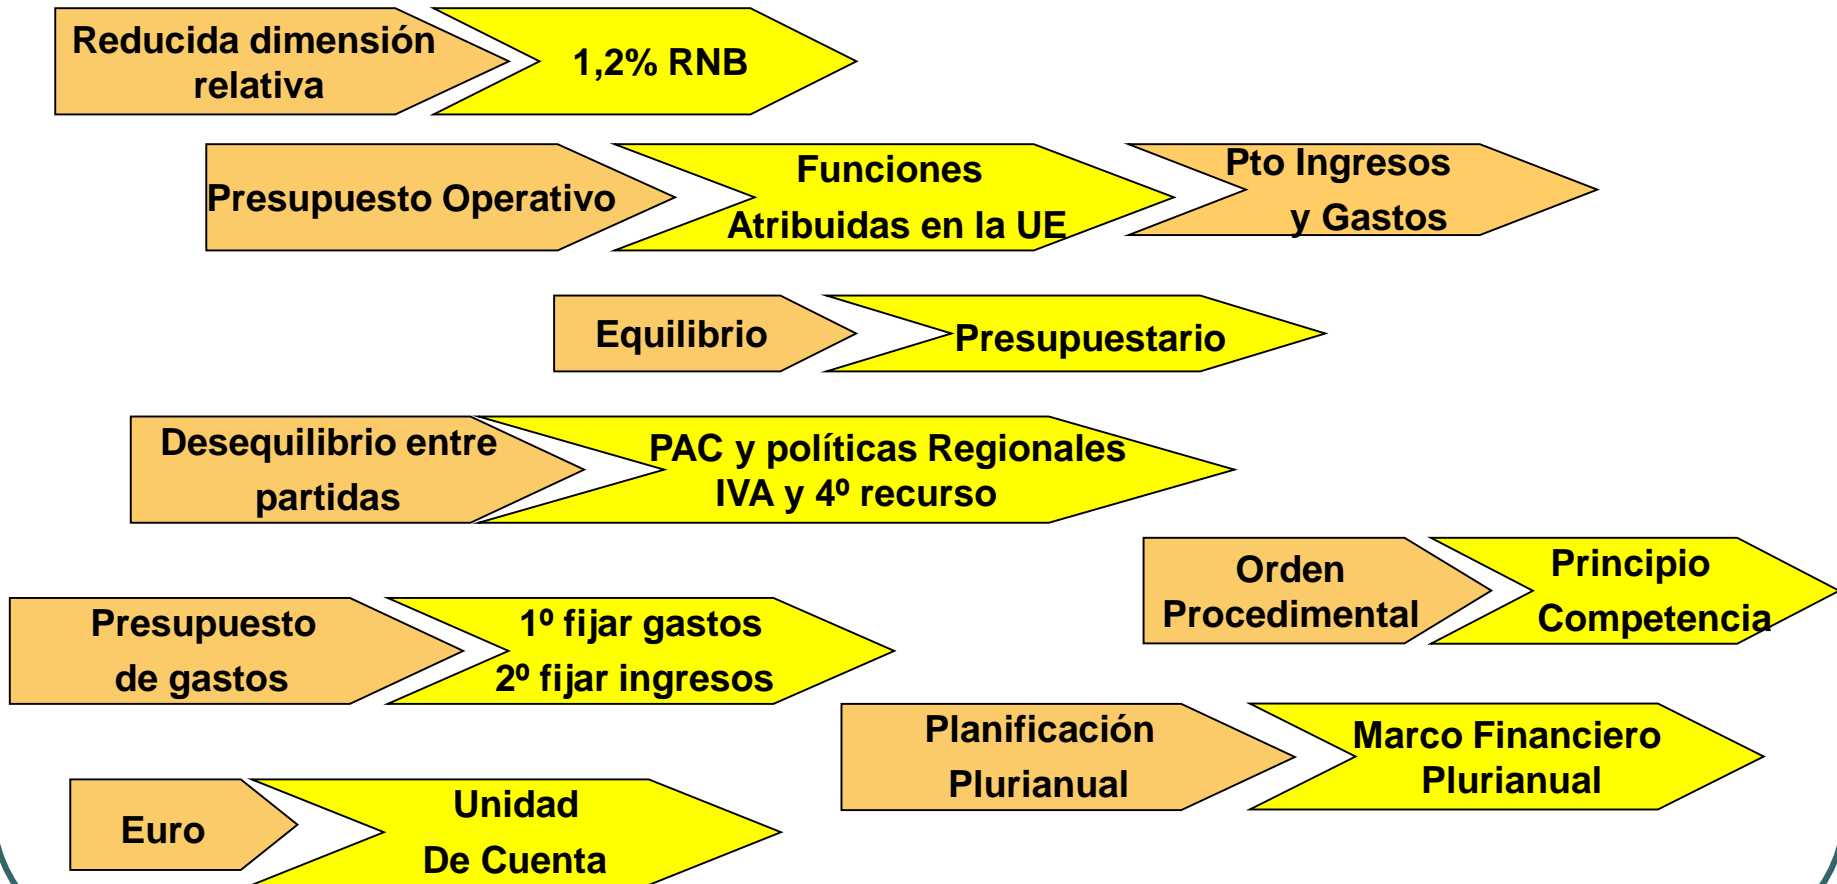 Reducida dimensión
relativa
1,2% RNB
Presupuesto Operativo
Funciones
Atribuidas en la UE
Pto Ingresos
y Gastos
Equilibrio
Presupuestario
Desequilibrio entre
partidas
PAC y políticas Regionales
IVA y 4º recurso
Orden
Procedimental
Principio
Competencia
Presupuesto
de gastos
1º fijar gastos
2º fijar ingresos
Planificación
Plurianual
Marco Financiero
Plurianual
Euro
Unidad
De Cuenta